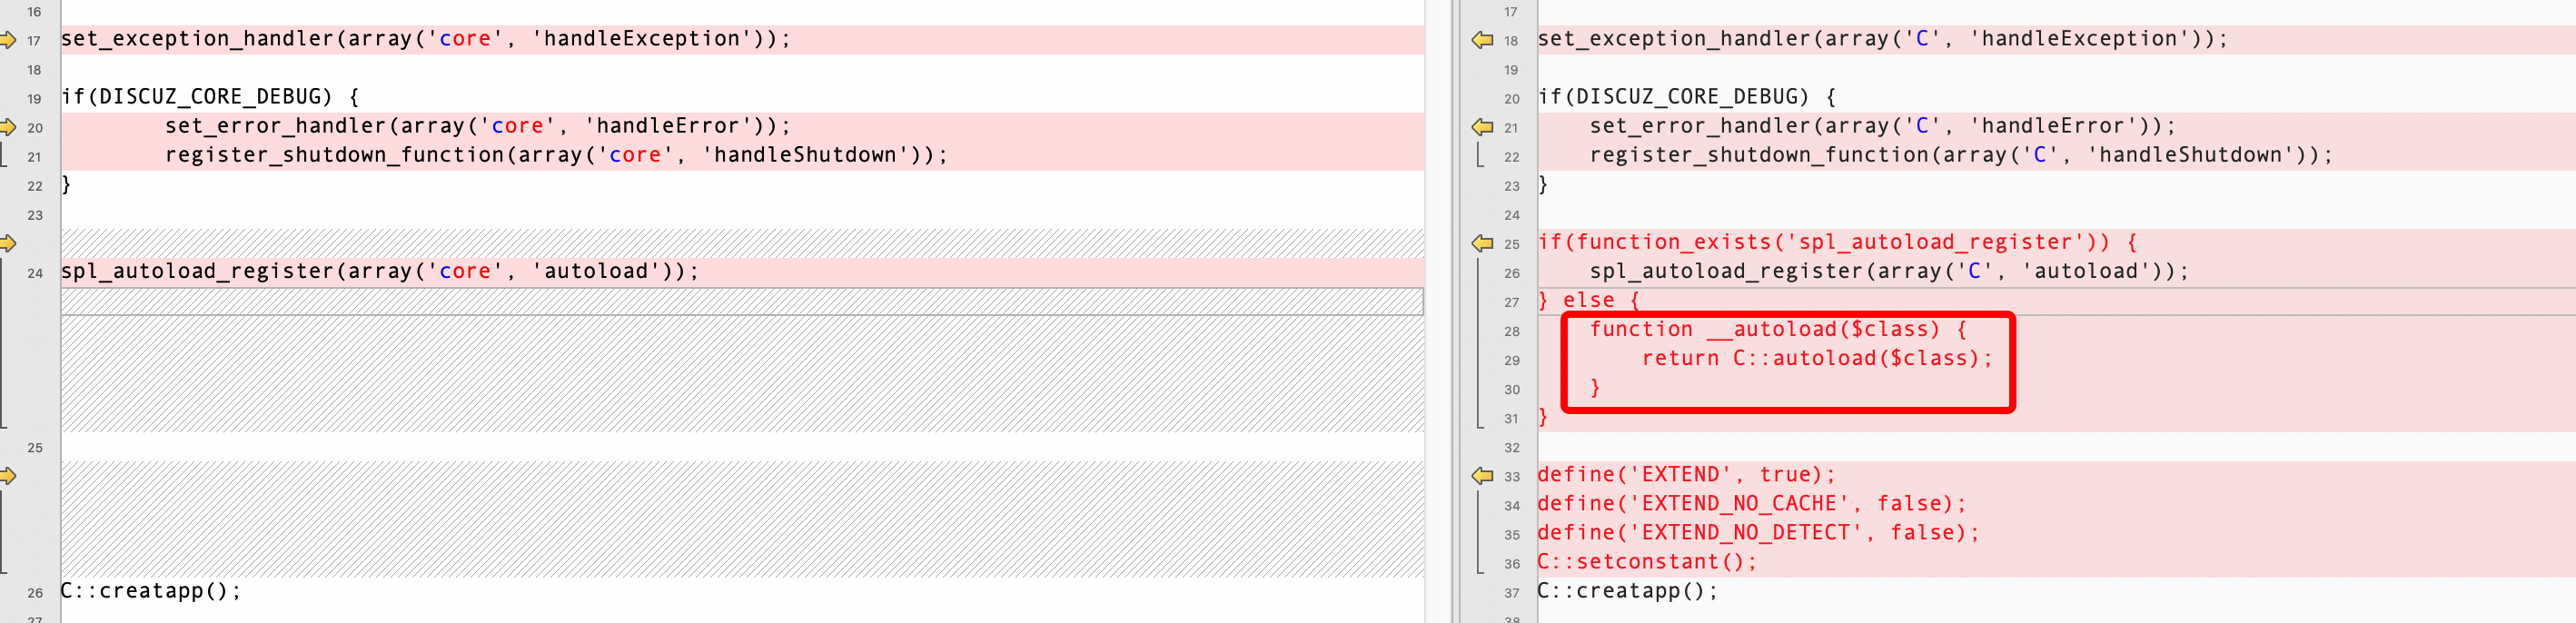 16
17 set_exception_handler(array('core', 'handleException'));
18
19 if(DISCUZ_CORE_DEBUG) {
20 set_error_handler(array('core', 'handleError'));
21 register_shutdown_function(array('core', 'handleShutdown'));
22 }
23
24 spl_autoload_register(array('core', 'autoload'));
25
26 C::creatapp();
27
17
18 set_exception_handler(array('C', 'handleException'));
19
20 if(DISCUZ_CORE_DEBUG) {
21 set_error_handler(array('C', 'handleError'));
22 register_shutdown_function(array('C', 'handleShutdown'));
23 }
24
25 if(function_exists('spl_autoload_register')) {
26 spl_autoload_register(array('C', 'autoload'));
27 } else {
28 function __autoload($class) {
29 return C::autoload($class);
30 }
31 }
32
33 define('EXTEND', true);
34 define('EXTEND_NO_CACHE', false);
35 define('EXTEND_NO_DETECT', false);
36 C::setconstant();
37 C::creatapp();
38